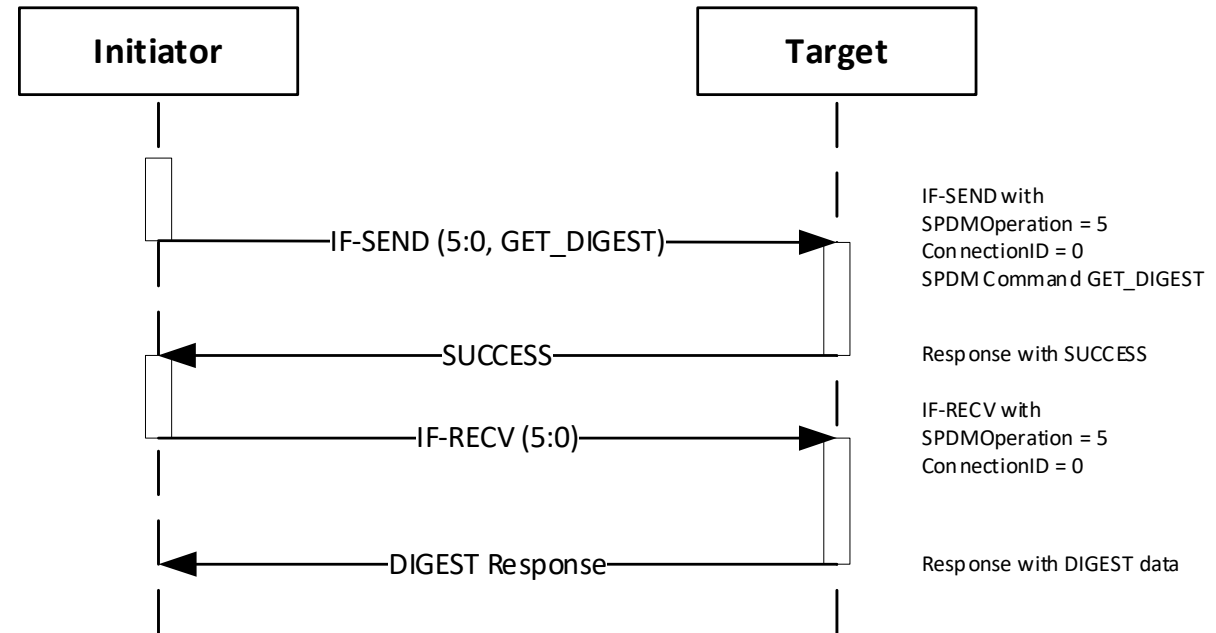 Initiator
Target
IF-SEND (5:0, GET_DIGEST)
IF-SEND with
SPDMOperation = 5
ConnectionID = 0
SPDM Command GET_DIGEST
SUCCESS
Response with SUCCESS
IF-RECV (5:0)
IF-RECV with
SPDMOperation = 5
ConnectionID = 0
DIGEST Response
Response with DIGEST data